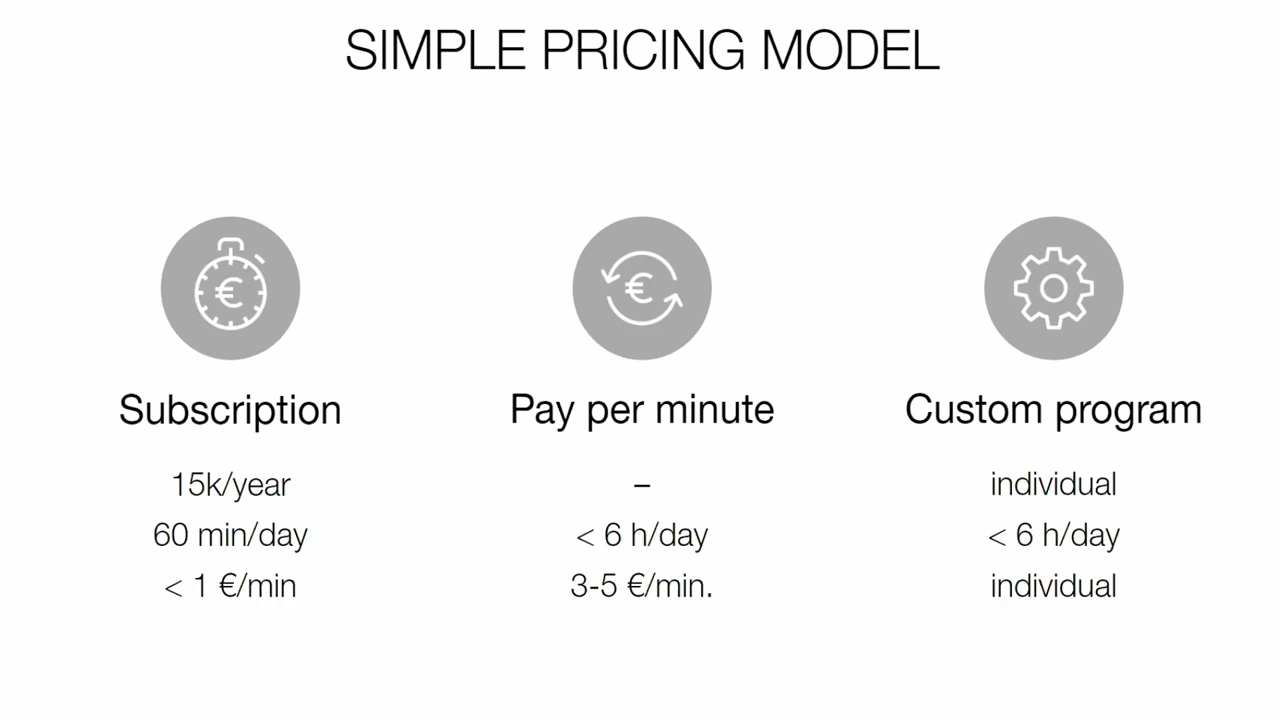 SIMPLE PRICING MODEL
€
€
Subscription
Pay per minute
Custom program
15k/year
–
individual
60 min/day
< 6 h/day
< 6 h/day
< 1 €/min
3-5 €/min.
individual